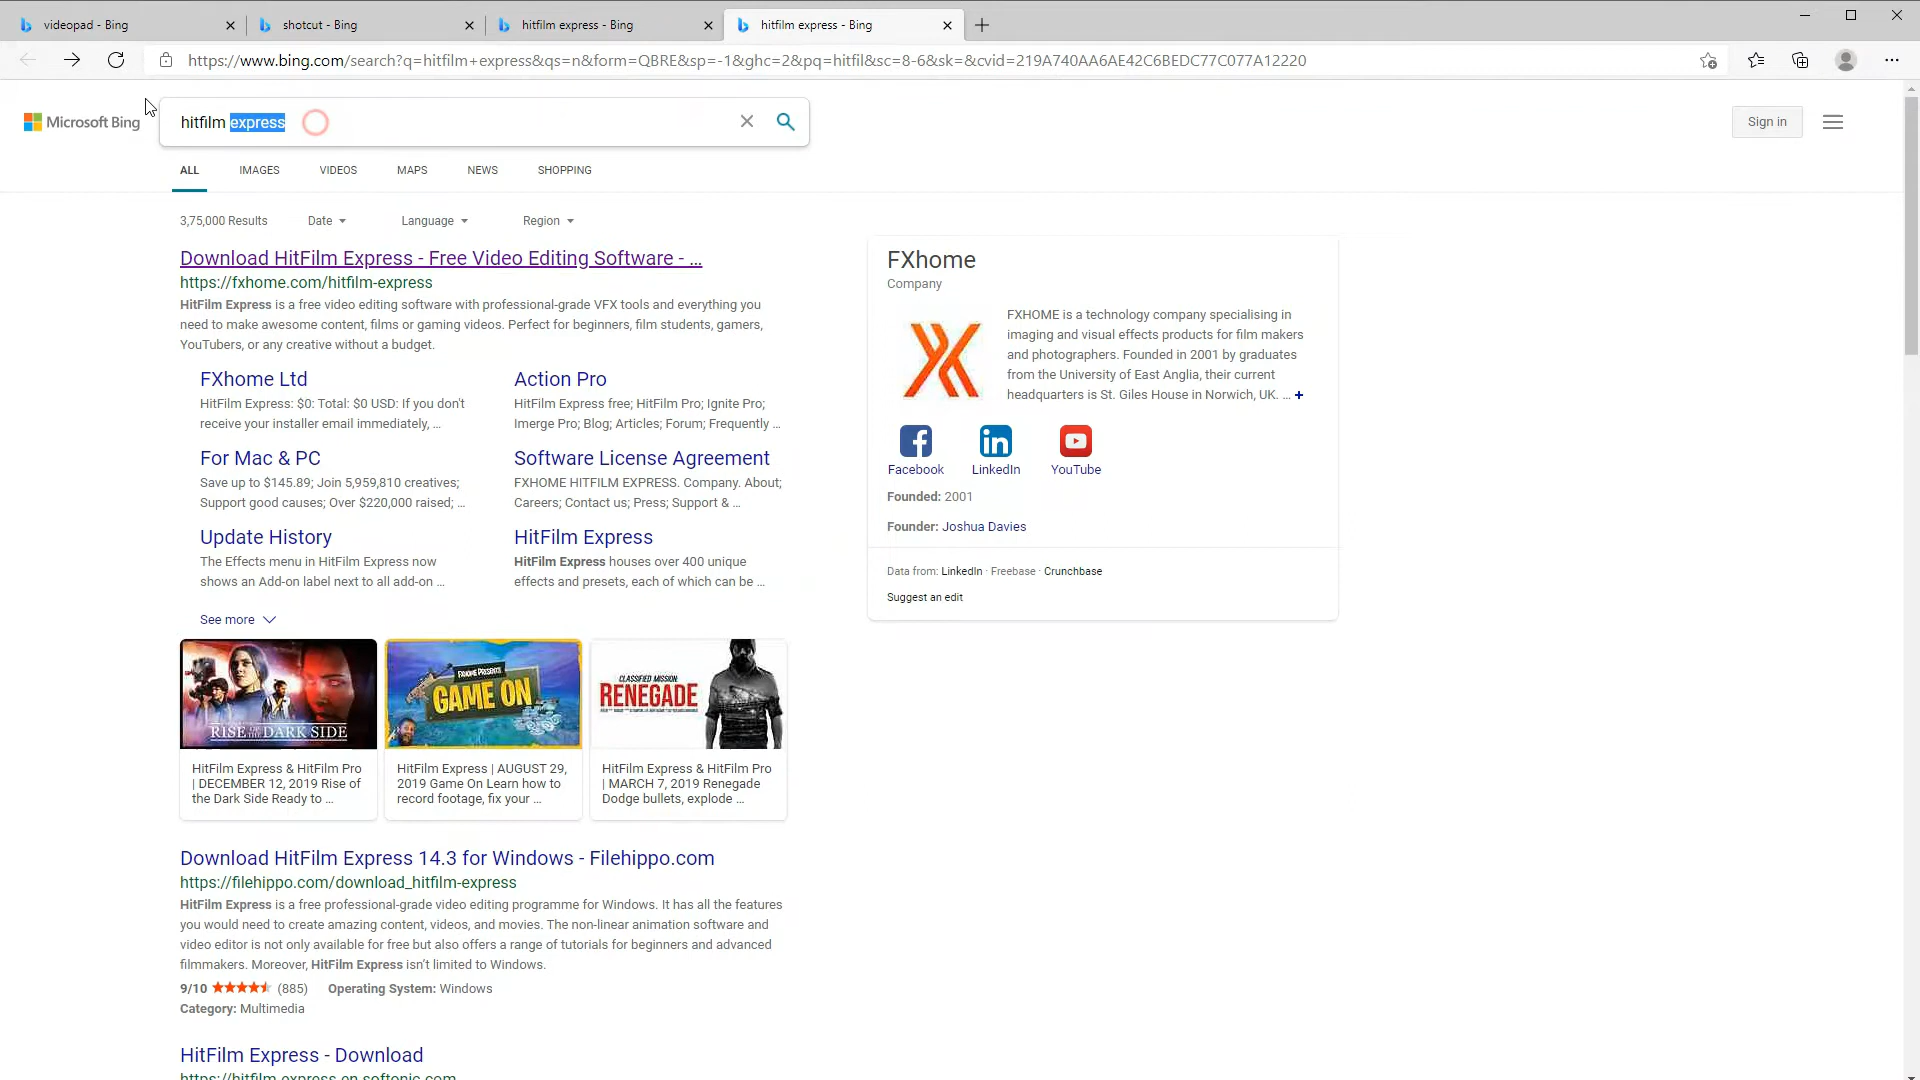 videopad - Bing
shotcut - Bing
hitfilm express - Bing
hitfilm express - Bing
https://www.bing.com/search?q=hitfilm+express&qs=n&form=QBRE&sp=-1&ghc=2&pq=hitfil&sc=8-6&sk=&cvid=219A740AA6AE42C6BEDC77C077A12220
Microsoft Bing
hitfilm express
Sign in
ALL
IMAGES
VIDEOS
MAPS
NEWS
SHOPPING
3,75,000 Results
Date
Language
Region
Download HitFilm Express - Free Video Editing Software - ...
https://fxhome.com/hitfilm-express
HitFilm Express is a free video editing software with professional-grade VFX tools and everything you
need to make awesome content, films or gaming videos. Perfect for beginners, film students, gamers,
YouTubers, or any creative without a budget.
FXhome Ltd
HitFilm Express: $0: Total: $0 USD: If you don't
receive your installer email immediately, ...
Action Pro
HitFilm Express free; HitFilm Pro; Ignite Pro;
Imerge Pro; Blog; Articles; Forum; Frequently ...
For Mac & PC
Save up to $145.89; Join 5,959,810 creatives;
Support good causes; Over $220,000 raised; ...
Software License Agreement
FXHOME HITFILM EXPRESS. Company. About;
Careers; Contact us; Press; Support & ...
Update History
The Effects menu in HitFilm Express now
shows an Add-on label next to all add-on ...
HitFilm Express
HitFilm Express houses over 400 unique
effects and presets, each of which can be ...
See more
RISE OF THE DARK SIDE
HitFilm Express & HitFilm Pro
| DECEMBER 12, 2019 Rise of
the Dark Side Ready to ...
FXHOME PRESENTS
GAME ON
HitFilm Express | AUGUST 29,
2019 Game On Learn how to
record footage, fix your ...
CLASSIFIED MISSION:
RENEGADE
HitFilm Express & HitFilm Pro
| MARCH 7, 2019 Renegade
Dodge bullets, explode ...
Download HitFilm Express 14.3 for Windows - Filehippo.com
https://filehippo.com/download_hitfilm-express
HitFilm Express is a free professional-grade video editing programme for Windows. It has all the features
you would need to create amazing content, videos, and movies. The non-linear animation software and
video editor is not only available for free but also offers a range of tutorials for beginners and advanced
filmmakers. Moreover, HitFilm Express isn't limited to Windows.
9/10 (885) Operating System: Windows
Category: Multimedia
HitFilm Express - Download
https://hitfilm-express.en.softonic.com
FXhome
Company
FXHOME is a technology company specialising in
imaging and visual effects products for film makers
and photographers. Founded in 2001 by graduates
from the University of East Anglia, their current
headquarters is St. Giles House in Norwich, UK. ... +
Facebook
LinkedIn
YouTube
Founded: 2001
Founder: Joshua Davies
Data from: LinkedIn · Freebase · Crunchbase
Suggest an edit